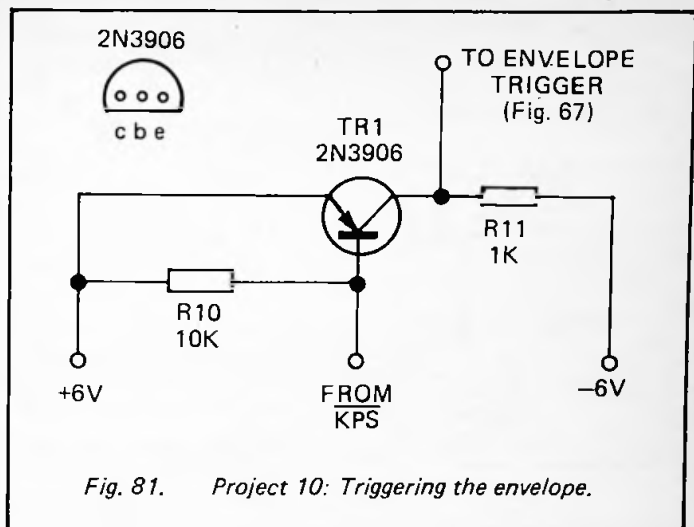 2N3906
c b e
TO ENVELOPE
TRIGGER
(Fig. 67)
TR1
2N3906
R11
1K
R10
10K
+6V
FROM
KPS
−6V
Fig. 81. Project 10: Triggering the envelope.